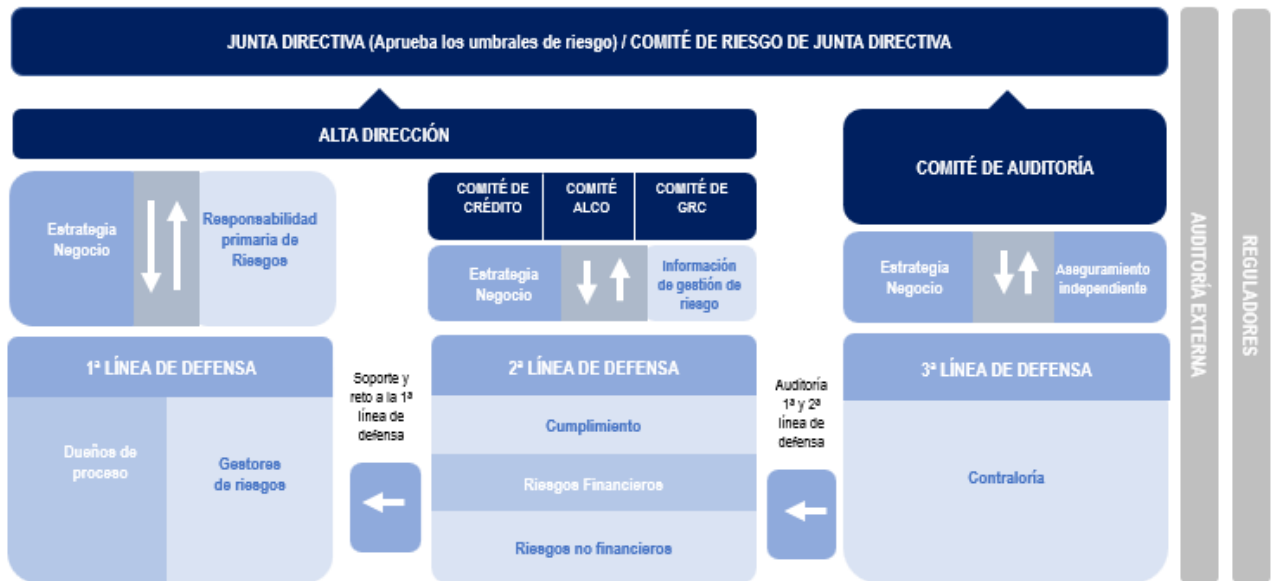 JUNTA DIRECTIVA (Aprueba los umbrales de riesgo) / COMITÉ DE RIESGO DE JUNTA DIRECTIVA
ALTA DIRECCIÓN
COMITÉ DE AUDITORÍA
Estrategia
Negocio
Responsabilidad
primaria de
Riesgos
COMITÉ DE
CRÉDITO
COMITÉ
ALCO
COMITÉ DE
GRC
Estrategia
Negocio
Información
de gestión de
riesgo
Estrategia
Negocio
Aseguramiento
independiente
1ª LÍNEA DE DEFENSA
Dueños de
proceso
Gestores
de riesgos
Soporte y
reto a la 1ª
línea de
defensa
2ª LÍNEA DE DEFENSA
Cumplimiento
Riesgos Financieros
Riesgos no financieros
Auditoría
1ª y 2ª
línea de
defensa
3ª LÍNEA DE DEFENSA
Contraloría
AUDITORÍA EXTERNA
REGULADORES